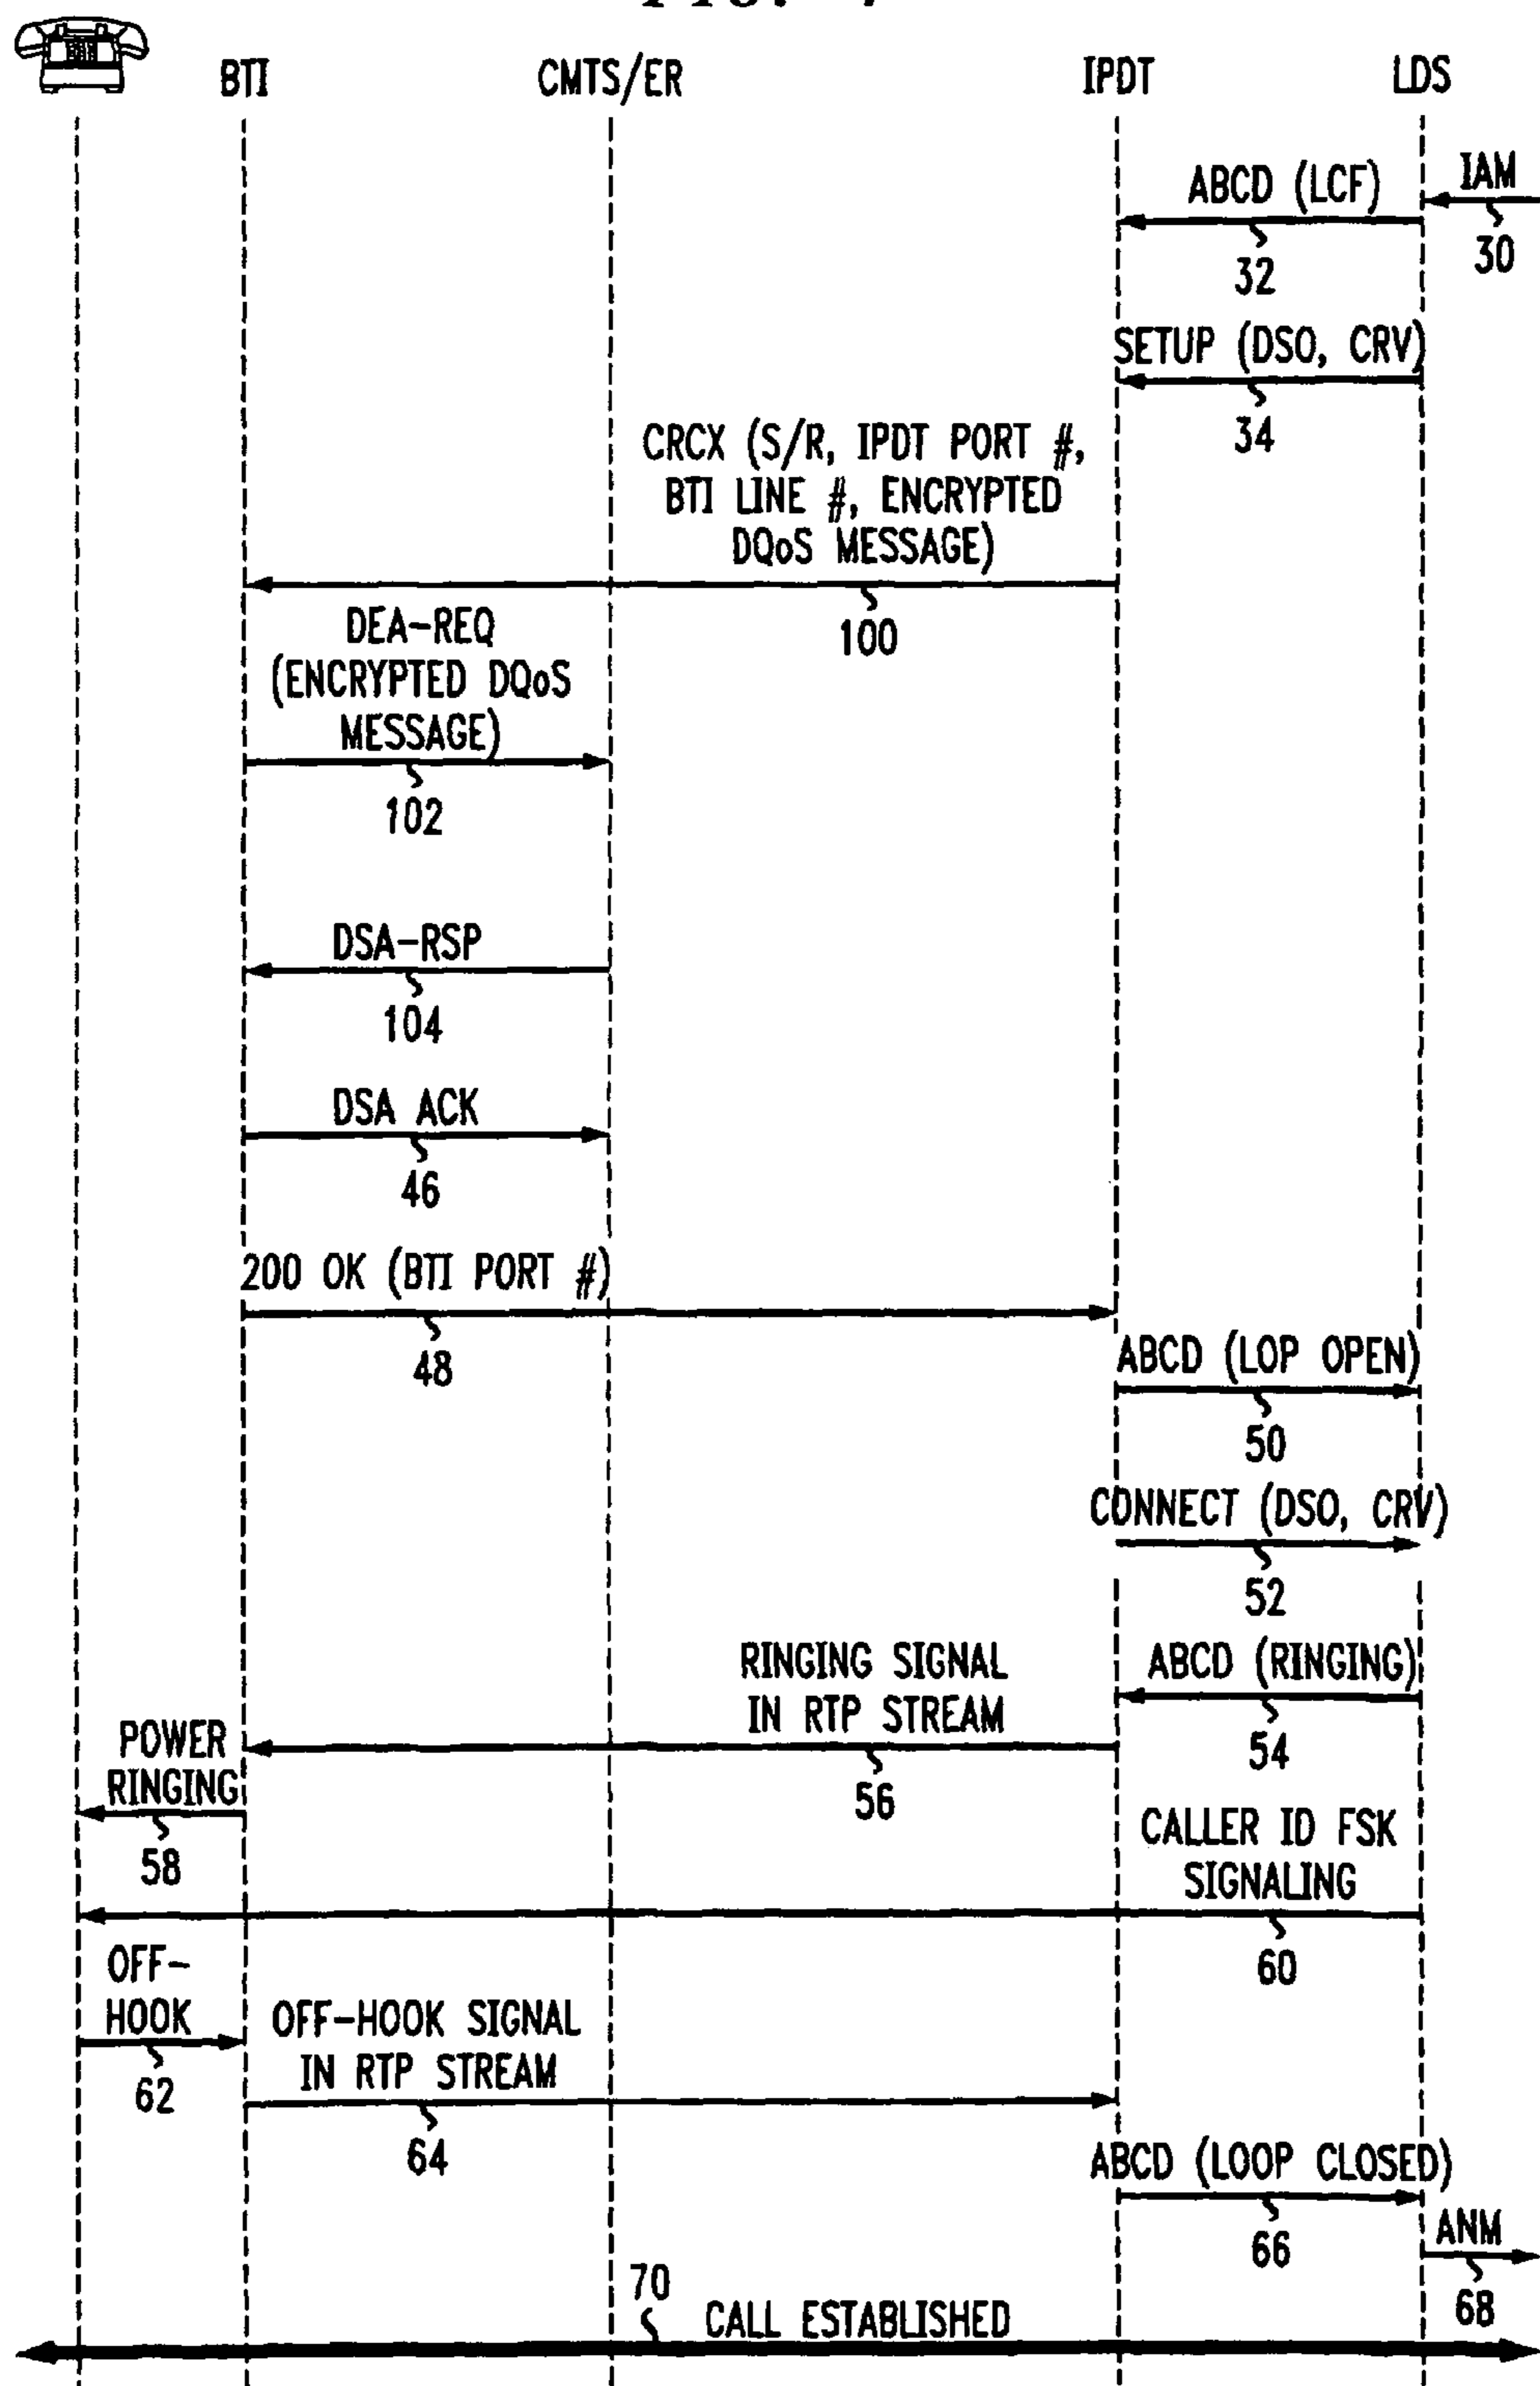 BTI CMTS/ER IPDT LDS
IAM
30
ABCD (LCF)
32
SETUP (DSO, CRV)
34
CRCX (S/R, IPDT PORT #,
BTI LINE #, ENCRYPTED
DQoS MESSAGE)
100
DEA-REQ
(ENCRYPTED DQoS
MESSAGE)
102
DSA-RSP
104
DSA ACK
46
200 OK (BTI PORT #)
48
ABCD (LOP OPEN)
50
CONNECT (DSO, CRV)
52
ABCD (RINGING)
54
RINGING SIGNAL
IN RTP STREAM
56
POWER
RINGING
58
CALLER ID FSK
SIGNALING
60
OFF-
HOOK
62
OFF-HOOK SIGNAL
IN RTP STREAM
64
ABCD (LOOP CLOSED)
66
ANM
68
70
CALL ESTABLISHED